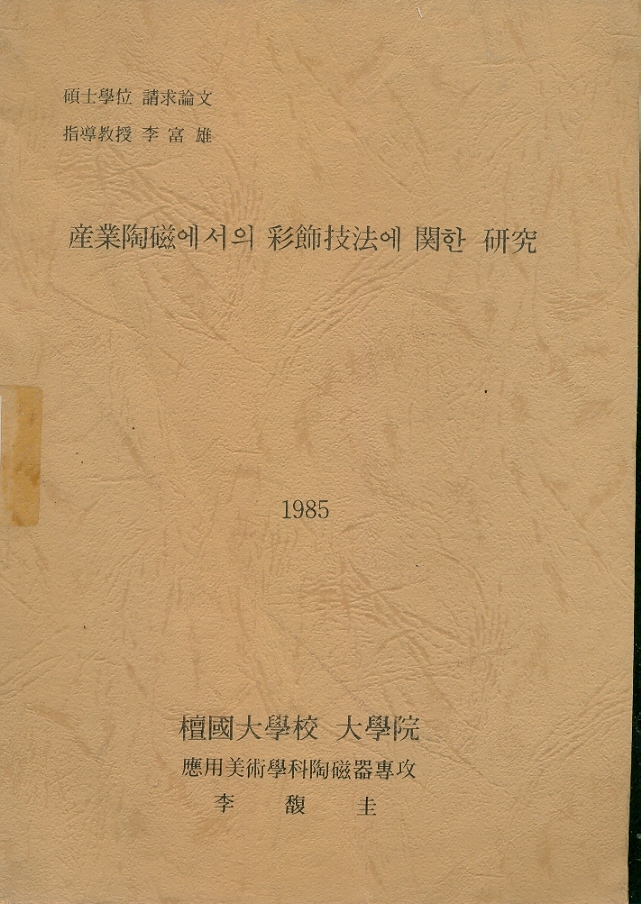 碩士學位 請求論文
指導教授 李 富 雄
産業陶磁에서의 彩飾技法에 関한 研究
1985
檀國大學校 大學院
應用美術學科陶磁器專攻
李 馥 圭